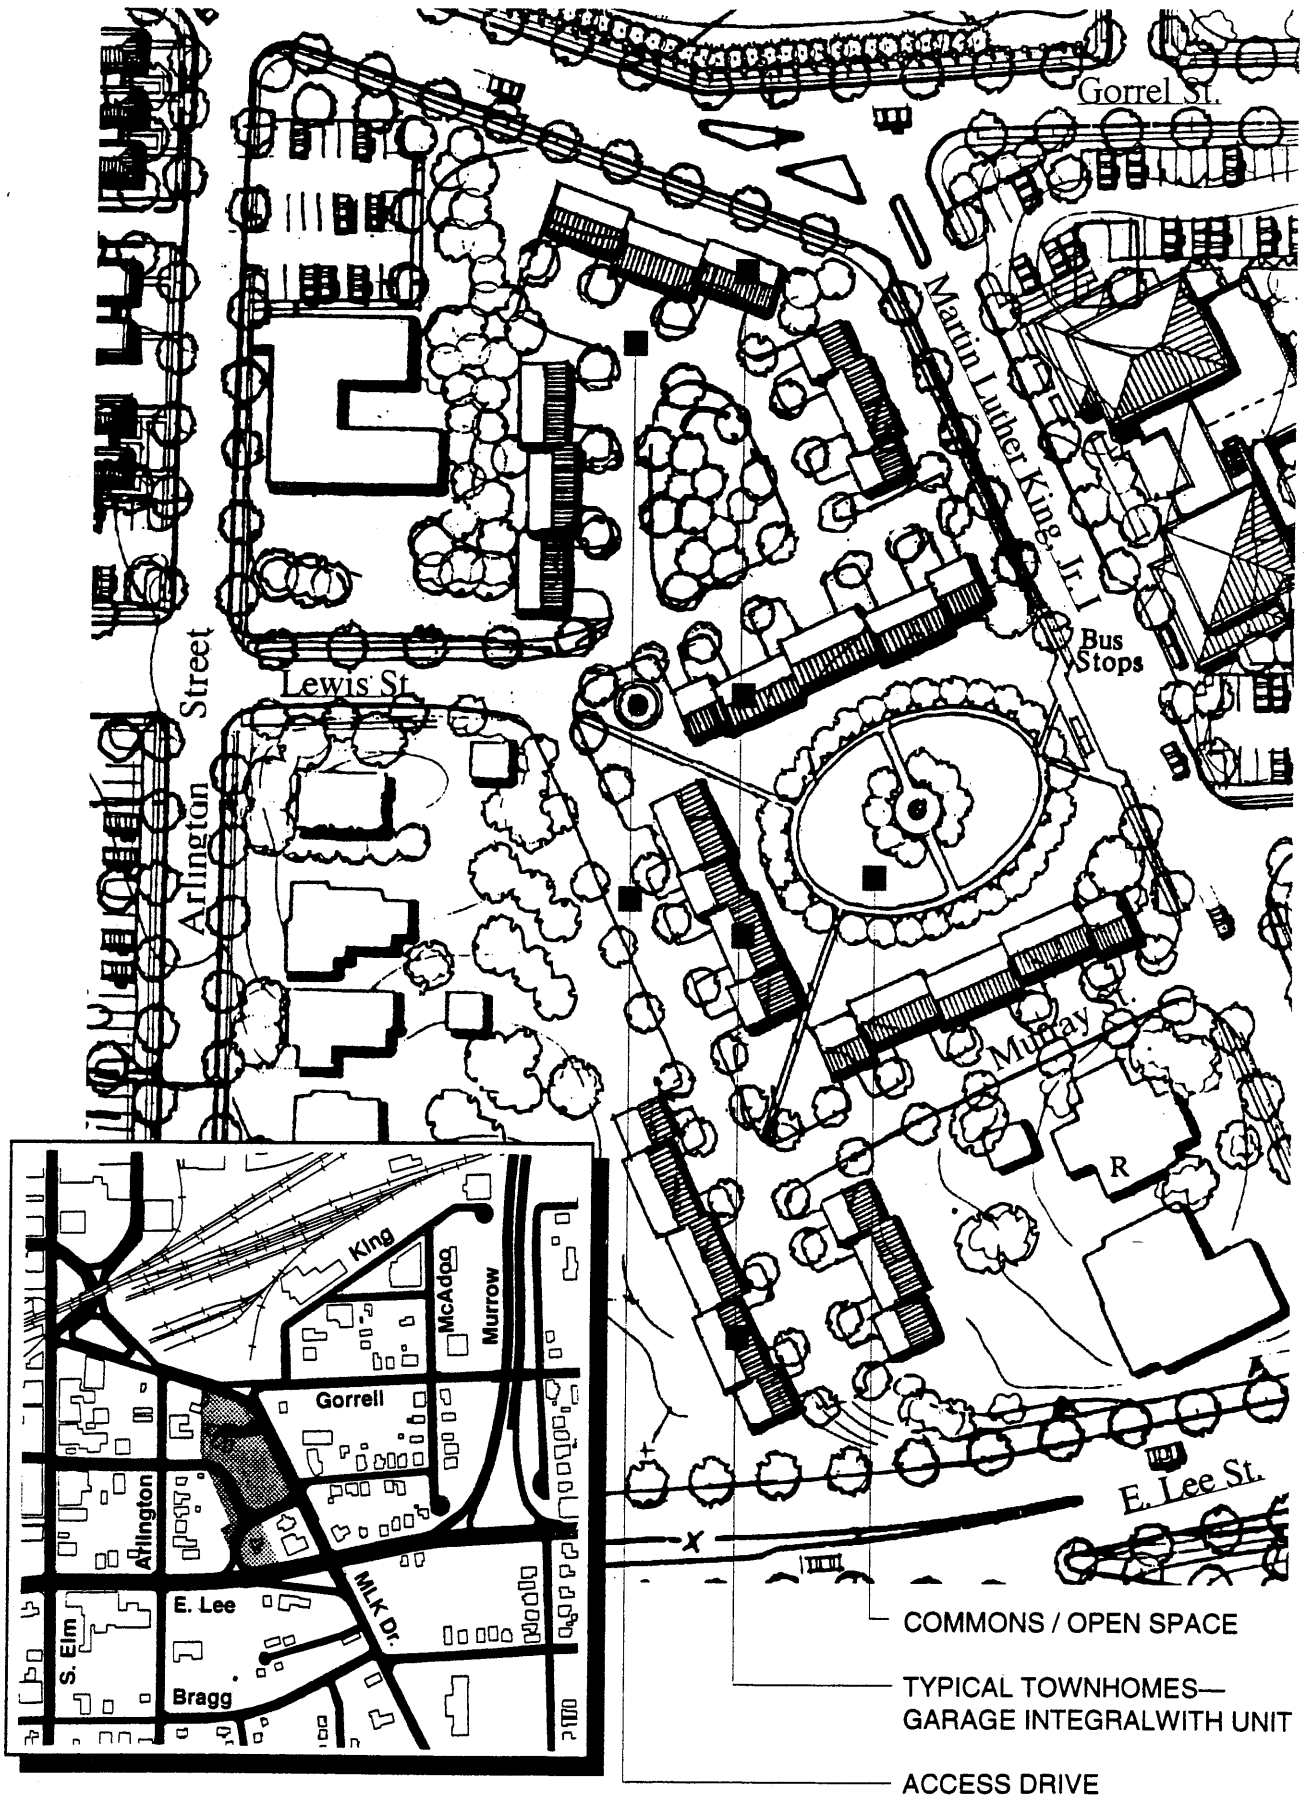 Gorrel St.
Martin Luther King, Jr.
Bus
Stops
Lewis St.
Street
Arlington
Murray St.
R
E. Lee St.
X
King
McAdoo
Murrow
Gorrell
Arlington
E. Lee
MLK Dr.
S. Elm
Bragg
COMMONS / OPEN SPACE
TYPICAL TOWNHOMES—
GARAGE INTEGRALWITH UNIT
ACCESS DRIVE